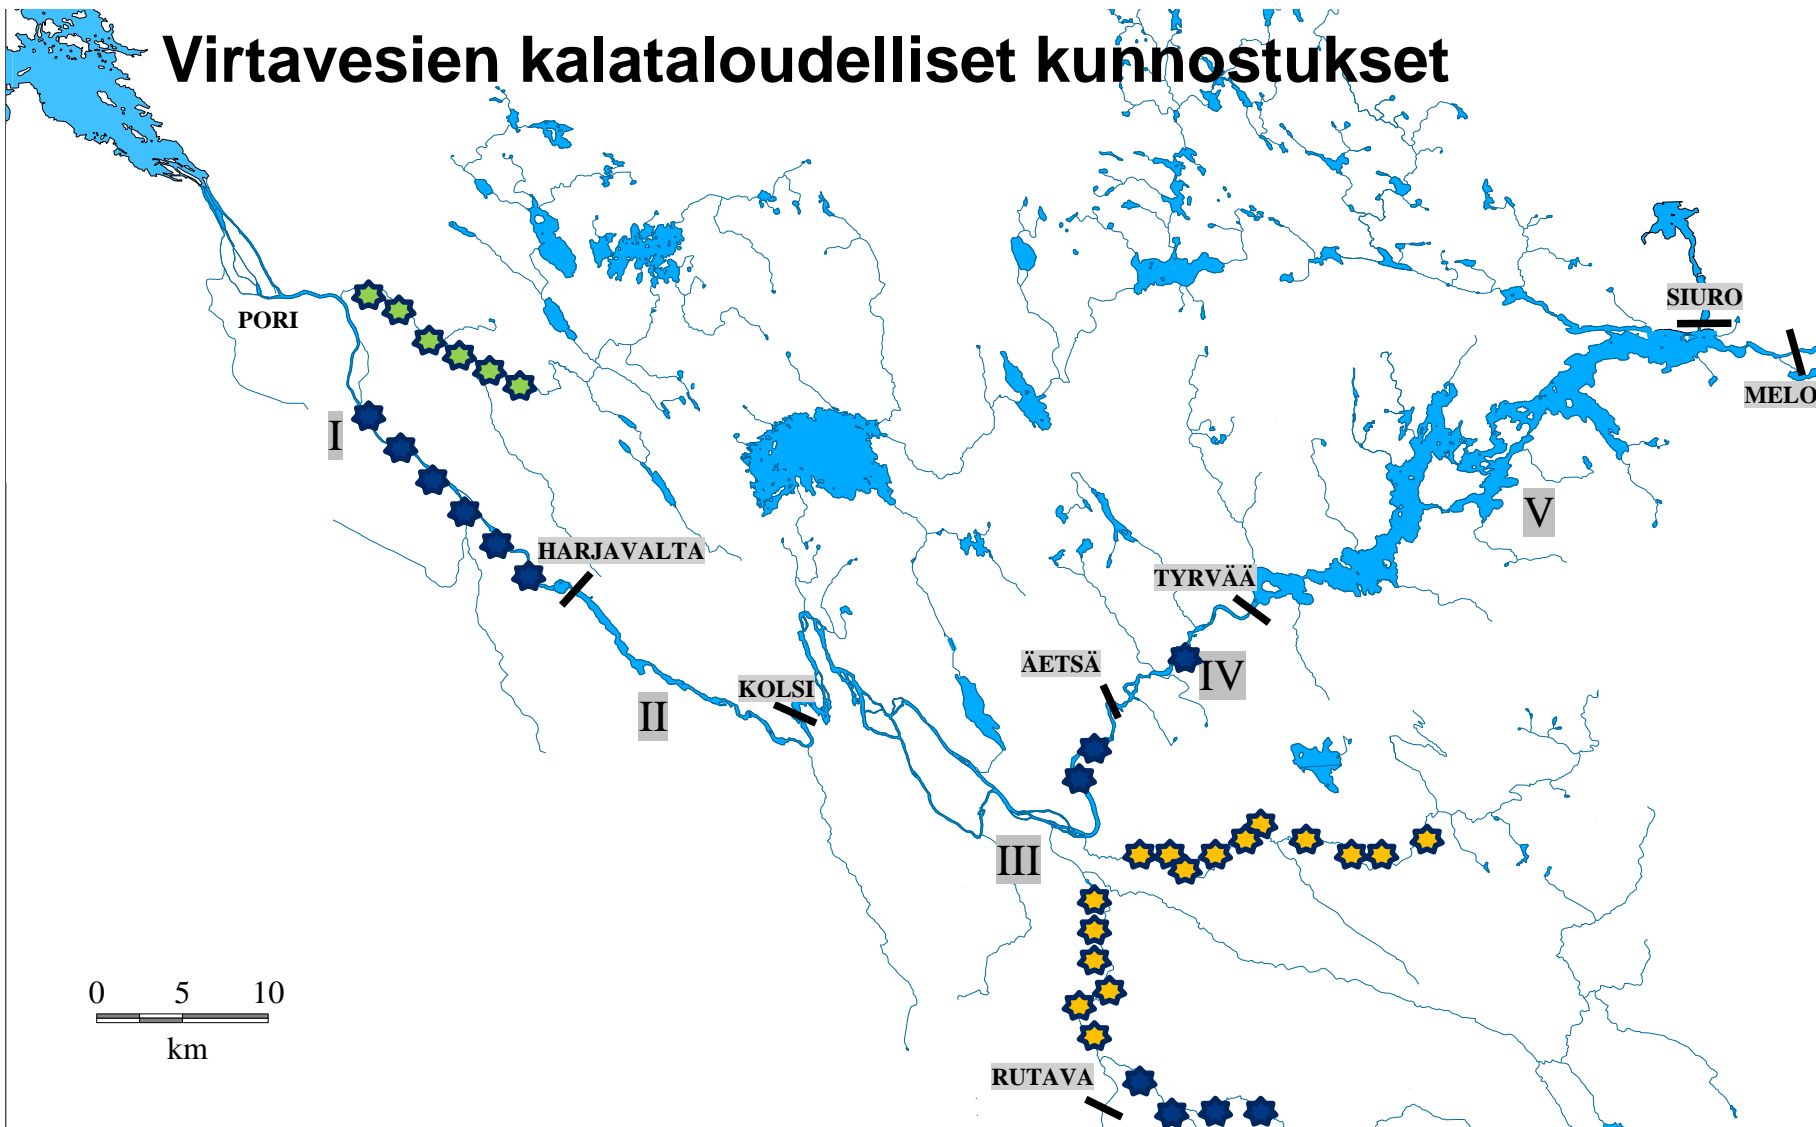 Virtavesien kalataloudelliset kunnostukset
SIURO
PORI
MELO
I
V
HARJAVALTA
TYRVÄÄ
ÄETSÄ
IV
KOLSI
II
III
0 5 10
km
RUTAVA